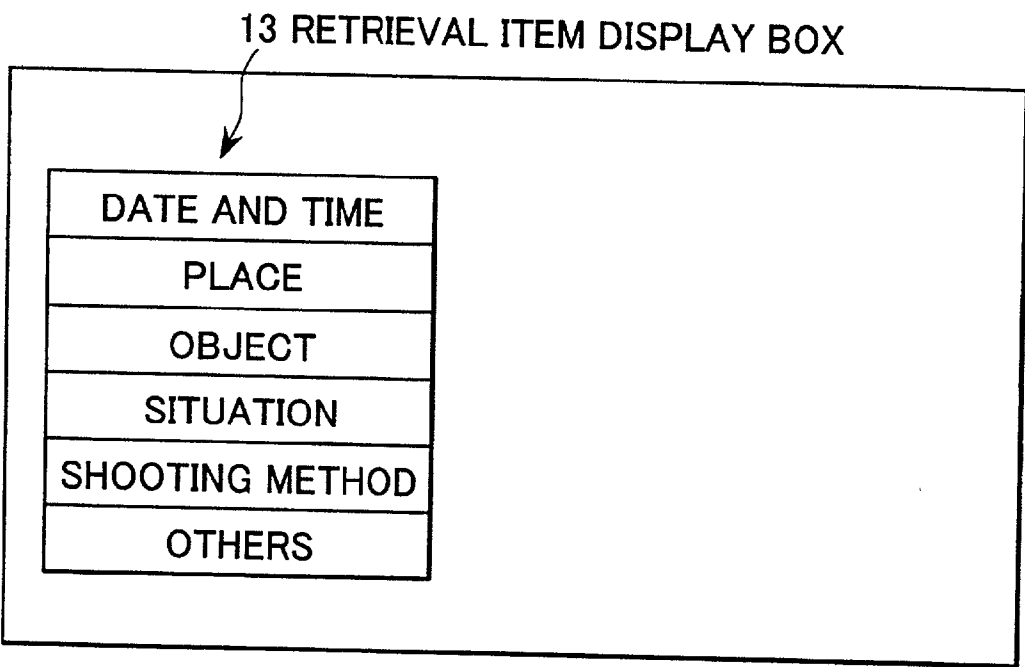 13 RETRIEVAL ITEM DISPLAY BOX
DATE AND TIME
PLACE
OBJECT
SITUATION
SHOOTING METHOD
OTHERS